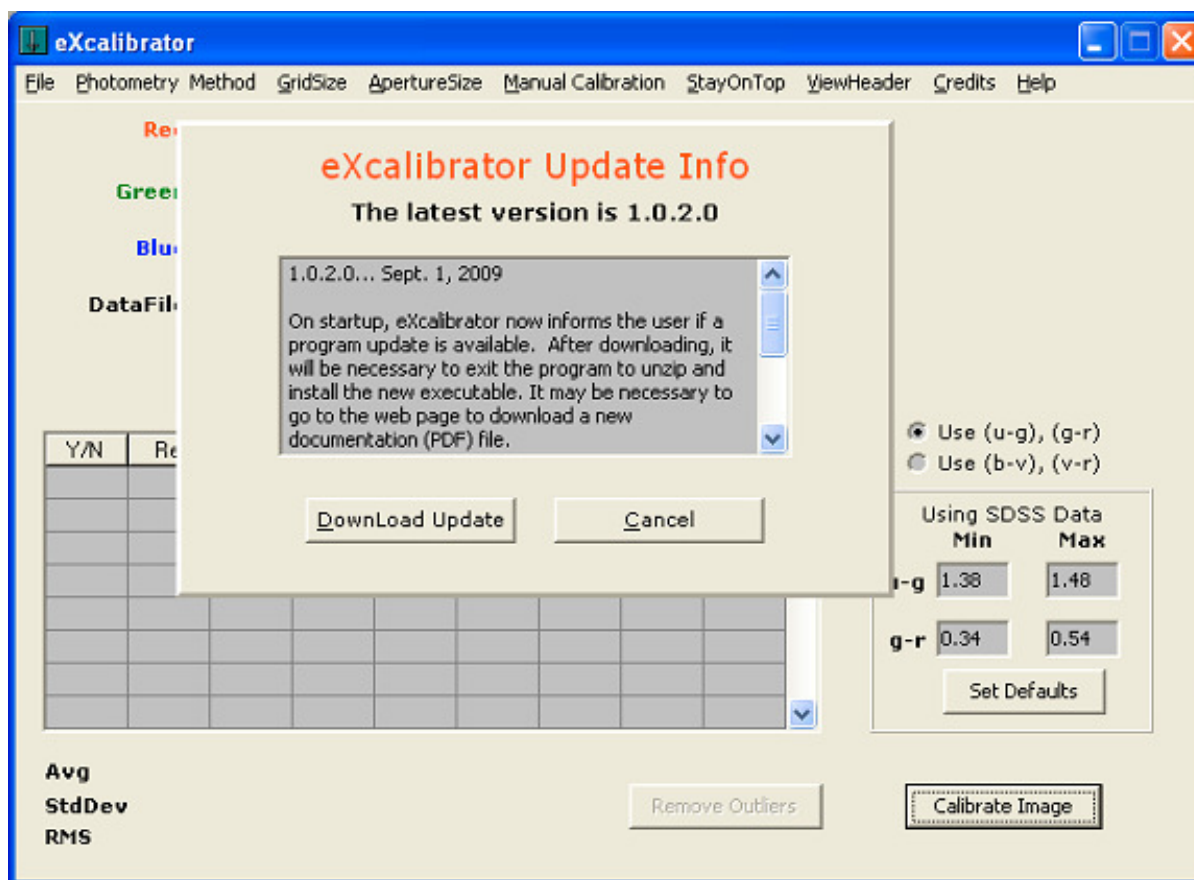 eXcalibrator
File Photometry Method GridSize ApertureSize Manual Calibration StayOnTop ViewHeader Credits Help
eXcalibrator Update Info
The latest version is 1.0.2.0
1.0.2.0... Sept. 1, 2009
On startup, eXcalibrator now informs the user if a
program update is available. After downloading, it
will be necessary to exit the program to unzip and
install the new executable. It may be necessary to
go to the web page to download a new
documentation (PDF) file.
DownLoad Update Cancel
Y/N
Use (u-g), (g-r)
Use (b-v), (v-r)
Using SDSS Data
Min Max
1.38 1.48
g-r 0.34 0.54
Set Defaults
Avg
StdDev
RMS
Remove Outliers
Calibrate Image